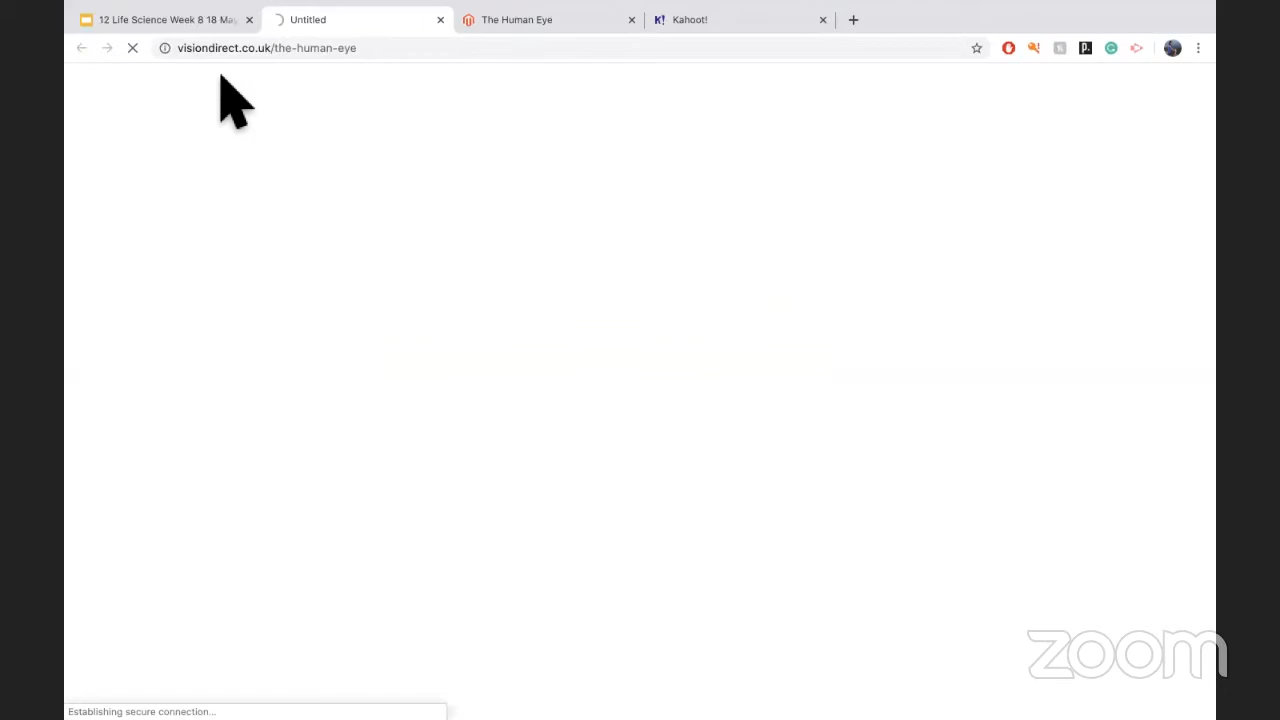 12 Life Science Week 8 18 May
Untitled
The Human Eye
K! Kahoot!
visiondirect.co.uk/the-human-eye
zoom
Establishing secure connection...